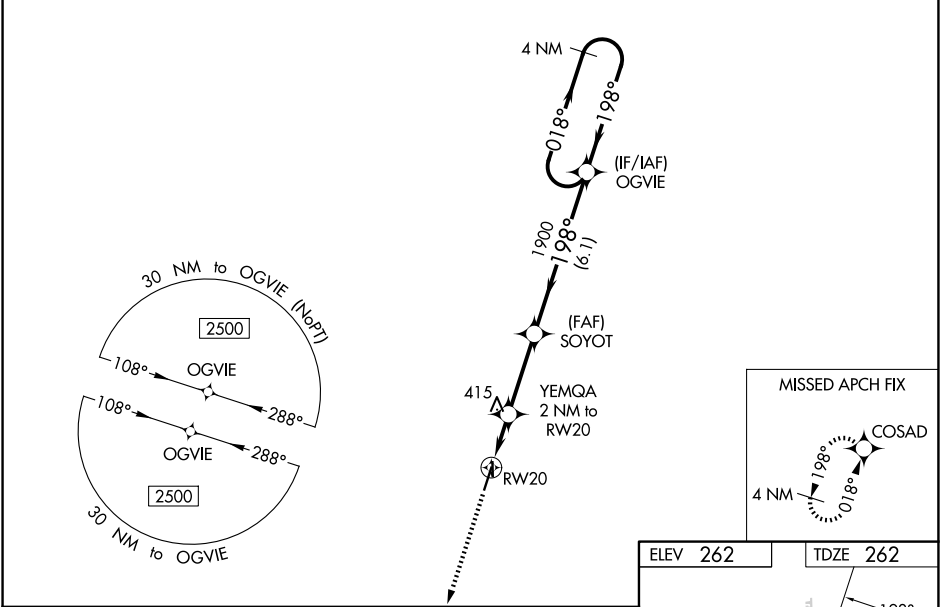 4 NM
018°
198°
(IF/IAF)
OGVIE
1900
198°
(6.1)
(FAF)
SOYOT
415
YEMQA
2 NM to
RW20
RW20
30 NM to OGVIE (NoPT)
2500
108°
OGVIE
288°
108°
OGVIE
288°
2500
30 NM to OGVIE
MISSED APCH FIX
COSAD
198°
018°
4 NM
ELEV 262
TDZE 262